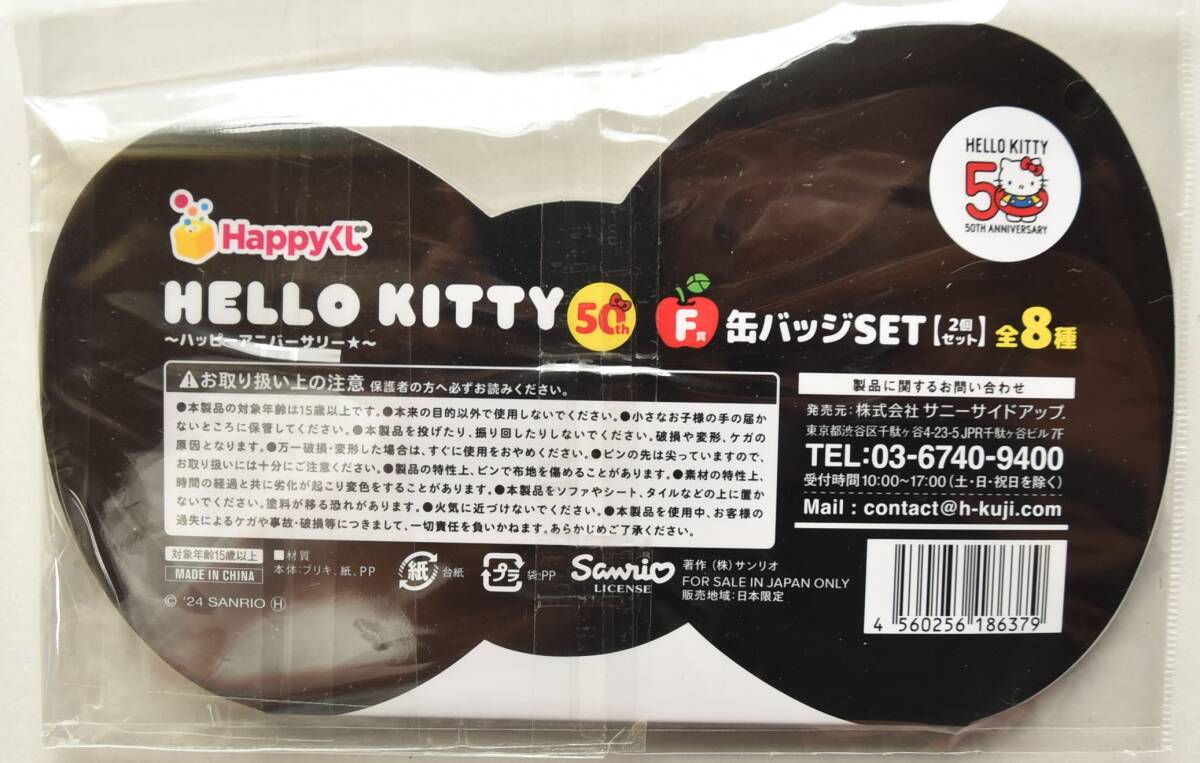 HELLO KITTY
50
50TH ANNIVERSARY
Happyくじ
HELLO KITTY 50th
～ハッピーアニバーサリー★～
F賞 缶バッジSET【2個セット】全8種
⚠お取り扱い上の注意 保護者の方へ必ずお読みください。
●本製品の対象年齢は15歳以上です。●本来の目的以外で使用しないでください。●小さなお子様の手の届か
ないところに保管してください。●本製品を投げたり、振り回したりしないでください。破損や変形、ケガの
原因となります。●万一破損・変形した場合は、すぐに使用をおやめください。●ピンの先は尖っていますので、
お取り扱いには十分にご注意ください。●製品の特性上、ピンで布地を傷めることがあります。●素材の特性上、
時間の経過と共に劣化が起こり変色をすることがあります。●本製品をソファやシート、タイルなどの上に置か
ないでください。塗料が移る恐れがあります。●火気に近づけないでください。●本製品を使用中、お客様の
過失によるケガや事故・破損等につきまして、一切責任を負いかねます。あらかじめご了承ください。
製品に関するお問い合わせ
発売元:株式会社 サニーサイドアップ
東京都渋谷区千駄ヶ谷4-23-5 JPR千駄ヶ谷ビル 7F
TEL:03-6740-9400
受付時間10:00~17:00(土・日・祝日を除く)
Mail : contact@h-kuji.com
対象年齢15歳以上
MADE IN CHINA
© '24 SANRIO Ⓗ
■材質
本体:ブリキ、紙、PP
紙 台紙
プラ 袋:PP
Sanrio
LICENSE
著作 (株)サンリオ
FOR SALE IN JAPAN ONLY
販売地域:日本限定
4 560256 186379